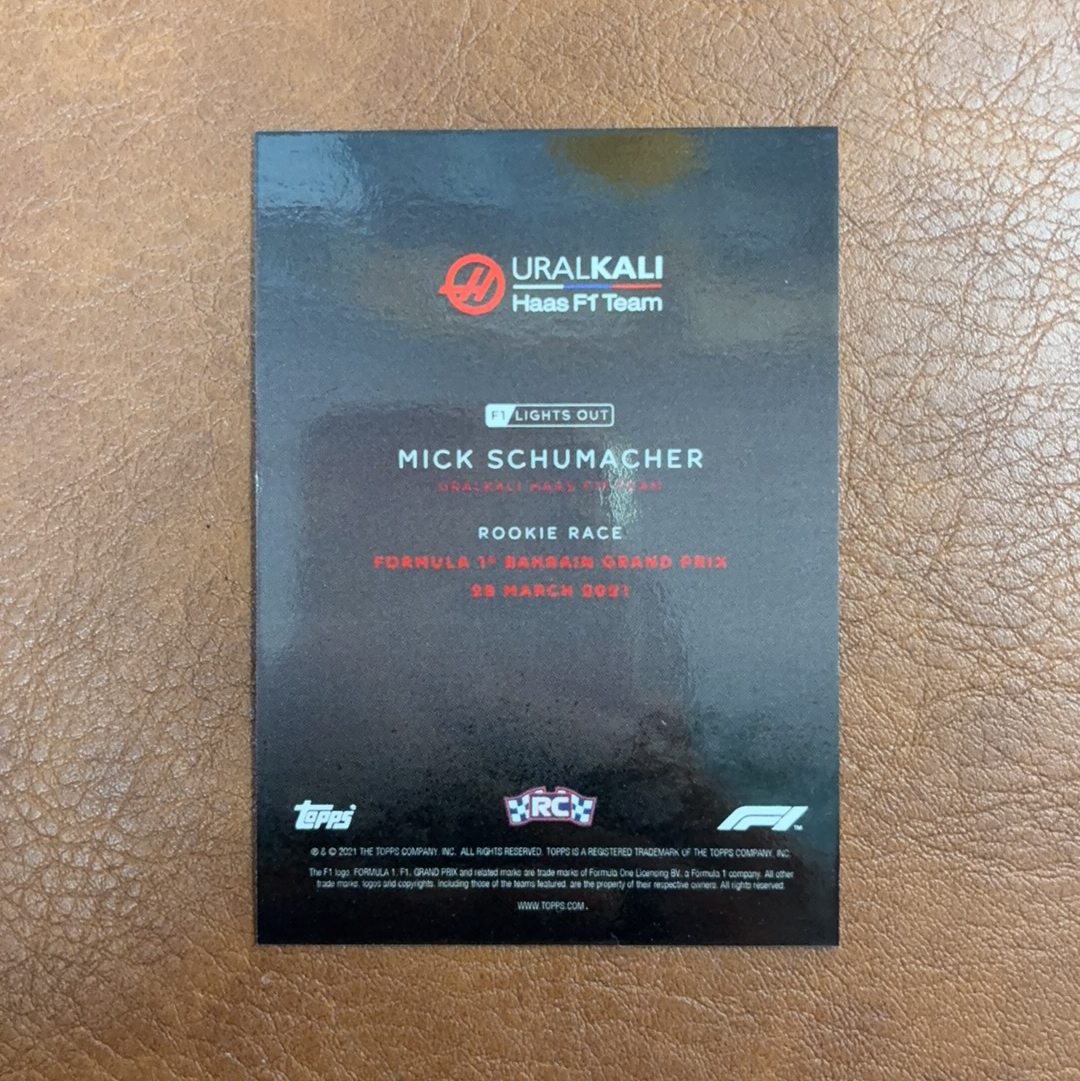 URALKALI
Haas F1 Team
F1 LIGHTS OUT
MICK SCHUMACHER
URALKALI HAAS F1® TEAM
ROOKIE RACE
FORMULA 1® BAHRAIN GRAND PRIX
28 MARCH 2021
topps RC F1 ™
® & © 2021 THE TOPPS COMPANY, INC. ALL RIGHTS RESERVED. TOPPS IS A REGISTERED TRADEMARK OF THE TOPPS COMPANY, INC.
The F1 logo, FORMULA 1, F1, GRAND PRIX and related marks are trade marks of Formula One Licensing BV, a Formula 1 company. All other
trade marks, logos and copyrights, including those of the teams featured, are the property of their respective owners. All rights reserved.
WWW.TOPPS.COM.